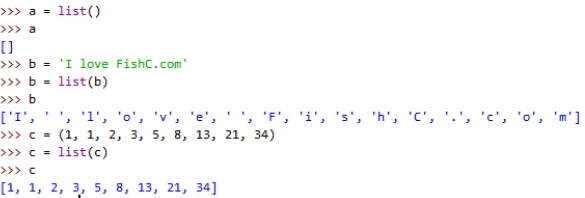 >>> a = list()
>>> a
[]
>>> b = 'I love FishC.com'
>>> b = list(b)
>>> b
['I', ' ', 'l', 'o', 'v', 'e', ' ', 'F', 'i', 's', 'h', 'C', '.', 'c', 'o', 'm']
>>> c = (1, 1, 2, 3, 5, 8, 13, 21, 34)
>>> c = list(c)
>>> c
[1, 1, 2, 3, 5, 8, 13, 21, 34]